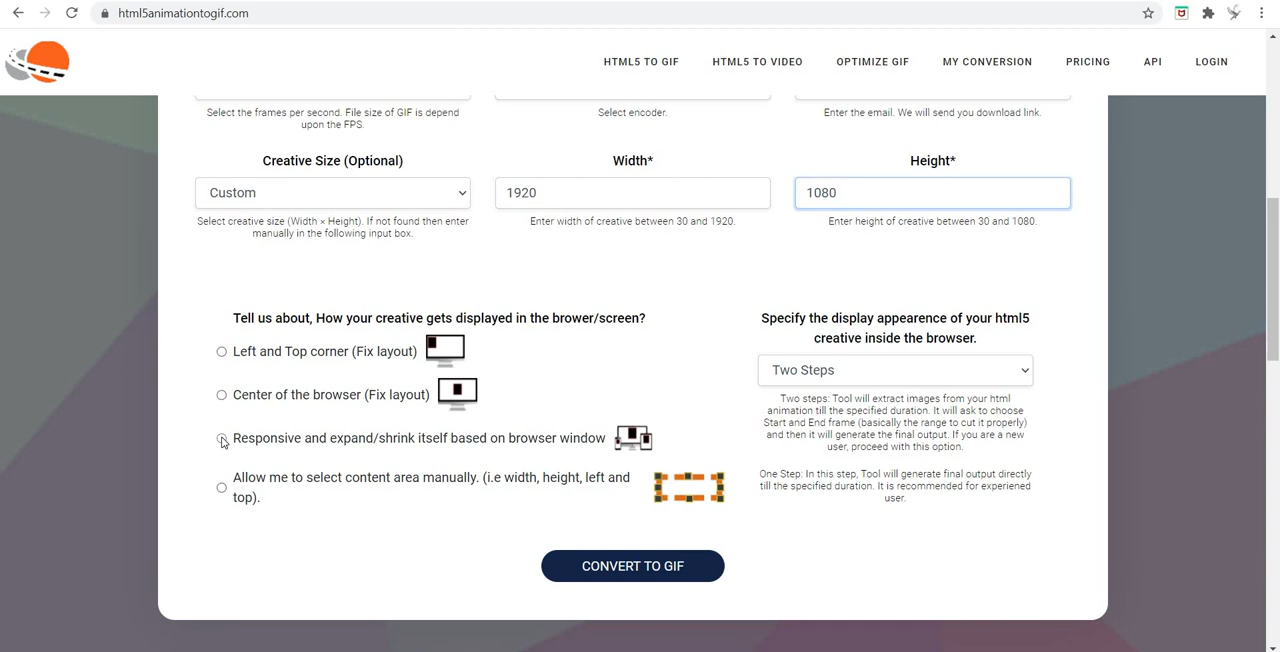 html5animationtogif.com
HTML5 TO GIF
HTML5 TO VIDEO
OPTIMIZE GIF
MY CONVERSION
PRICING
API
LOGIN
Select the frames per second. File size of GIF is depend
upon the FPS.
Select encoder.
Enter the email. We will send you download link.
Creative Size (Optional)
Width*
Height*
Custom
1920
1080
Select creative size (Width × Height). If not found then enter
manually in the following input box.
Enter width of creative between 30 and 1920.
Enter height of creative between 30 and 1080.
Tell us about, How your creative gets displayed in the brower/screen?
Left and Top corner (Fix layout)
Center of the browser (Fix layout)
Responsive and expand/shrink itself based on browser window
Allow me to select content area manually. (i.e width, height, left and
top).
Specify the display appearence of your html5
creative inside the browser.
Two Steps
Two steps: Tool will extract images from your html
animation till the specified duration. It will ask to choose
Start and End frame (basically the range to cut it properly)
and then it will generate the final output. If you are a new
user, proceed with this option.
One Step: In this step, Tool will generate final output directly
till the specified duration. It is recommended for experiened
user.
CONVERT TO GIF